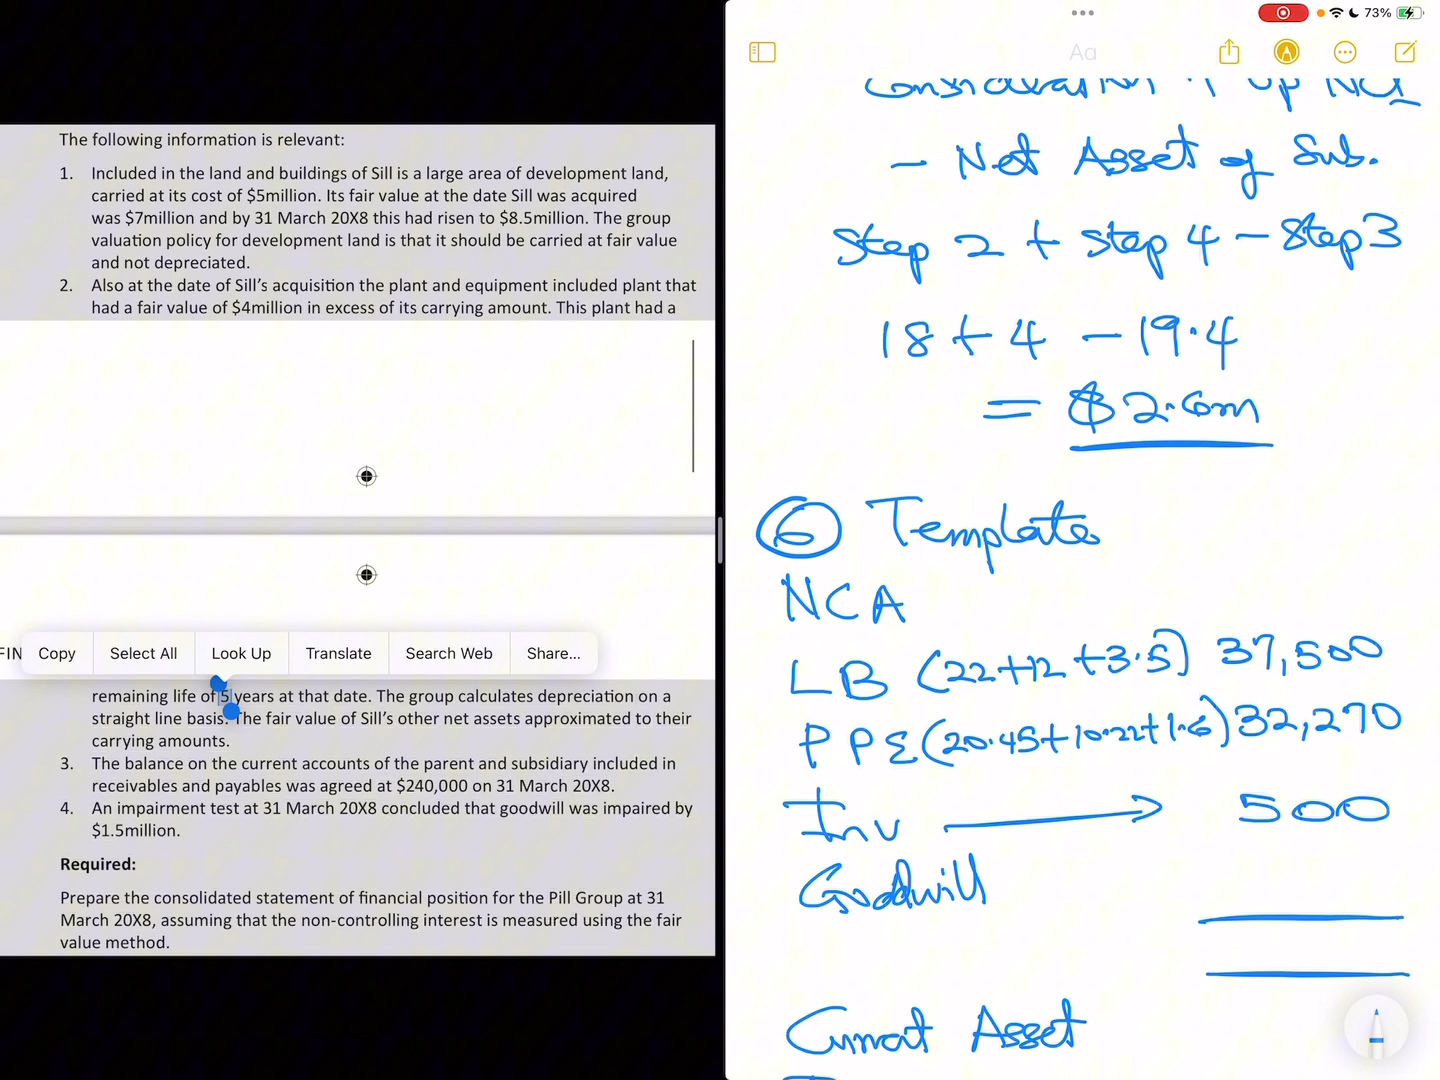 73%
Aa
The following information is relevant:
1. Included in the land and buildings of Sill is a large area of development land,
carried at its cost of $5million. Its fair value at the date Sill was acquired
was $7million and by 31 March 20X8 this had risen to $8.5million. The group
valuation policy for development land is that it should be carried at fair value
and not depreciated.
2. Also at the date of Sill’s acquisition the plant and equipment included plant that
had a fair value of $4million in excess of its carrying amount. This plant had a
FIN
Copy
Select All
Look Up
Translate
Search Web
Share...
remaining life of 5 years at that date. The group calculates depreciation on a
straight line basis. The fair value of Sill’s other net assets approximated to their
carrying amounts.
3. The balance on the current accounts of the parent and subsidiary included in
receivables and payables was agreed at $240,000 on 31 March 20X8.
4. An impairment test at 31 March 20X8 concluded that goodwill was impaired by
$1.5million.
Required:
Prepare the consolidated statement of financial position for the Pill Group at 31
March 20X8, assuming that the non-controlling interest is measured using the fair
value method.
Consideration + up NCI
- Net Asset of Sub.
Step 2 + Step 4 - Step 3
18 + 4 - 19.4
= $2.6m
6 Template
NCA
LB (22+12+3.5) 37,500
PPE (20.45+10.22+1.6) 32,270
Inv → 500
Goodwill
Current Asset